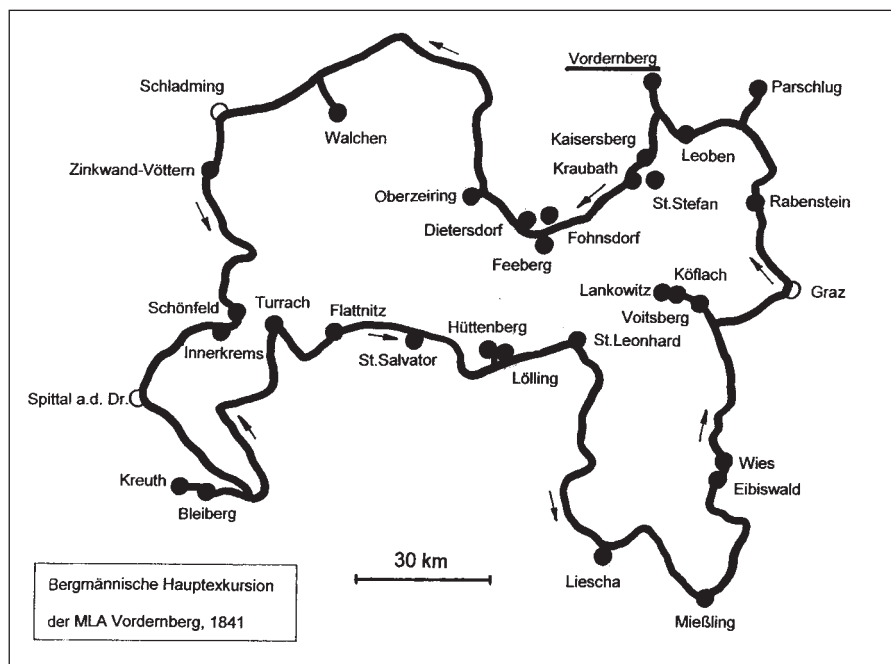 Vordernberg
Schladming
Parschlug
Walchen
Kaisersberg
Leoben
Zinkwand-Vöttern
Kraubath
Oberzeiring
St.Stefan
Rabenstein
Dietersdorf
Fohnsdorf
Feeberg
Köflach
Lankowitz
Graz
Schönfeld
Turrach
Flattnitz
Voitsberg
Hüttenberg
St.Leonhard
Innerkrems
St.Salvator
Lölling
Spittal a.d. Dr.
Wies
Kreuth
Eibiswald
Bleiberg
30 km
Liescha
Bergmännische Hauptexkursion
der MLA Vordernberg, 1841
Mießling